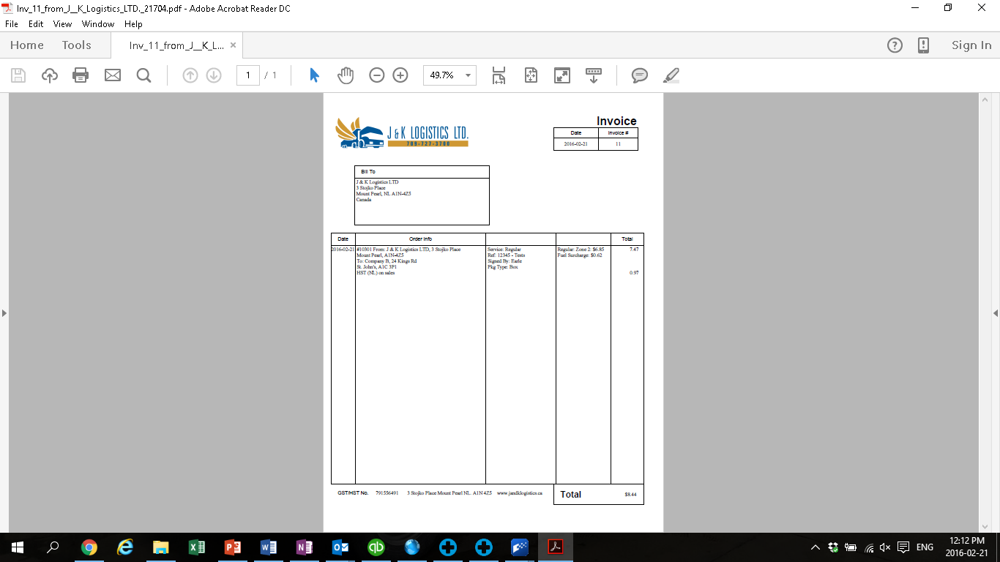 Inv_11_from_J__K_Logistics_LTD._21704.pdf - Adobe Acrobat Reader DC
File Edit View Window Help
Home Tools Inv_11_from_J__K_L... × Sign In
1 / 1 49.7%
J & K LOGISTICS LTD.
709-727-3700
Invoice
Date Invoice #
2016-02-21 11
Bill To
J & K Logistics LTD
3 Stojko Place
Mount Pearl, NL A1N-4Z5
Canada
Date Order Info Total
2016-02-21 #10301 From: J & K Logistics LTD, 3 Stojko Place Service: Regular Regular: Zone 2: $6.85 7.47
Mount Pearl, A1N-4Z5 Ref: 12345 - Tests Fuel Surcharge: $0.62
To: Company B, 24 Kings Rd Signed By: Earle
St. John's, A1C 3P1 Pkg Type: Box
HST (NL) on sales 0.97
GST/HST No. 791556491 3 Stojko Place Mount Pearl NL. A1N 4Z5 www.jandklogistics.ca Total $8.44
12:12 PM
ENG
2016-02-21